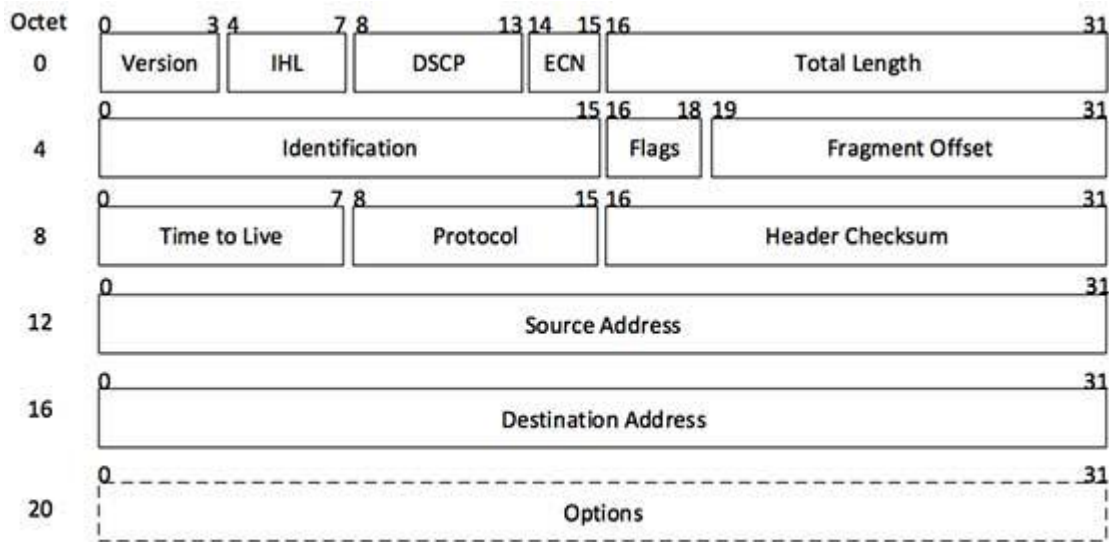 Octet 0 3 4 7 8 13 14 15 16 31
0 Version IHL DSCP ECN Total Length
0 15 16 18 19 31
4 Identification Flags Fragment Offset
0 7 8 15 16 31
8 Time to Live Protocol Header Checksum
0 31
12 Source Address
0 31
16 Destination Address
0 31
20 Options